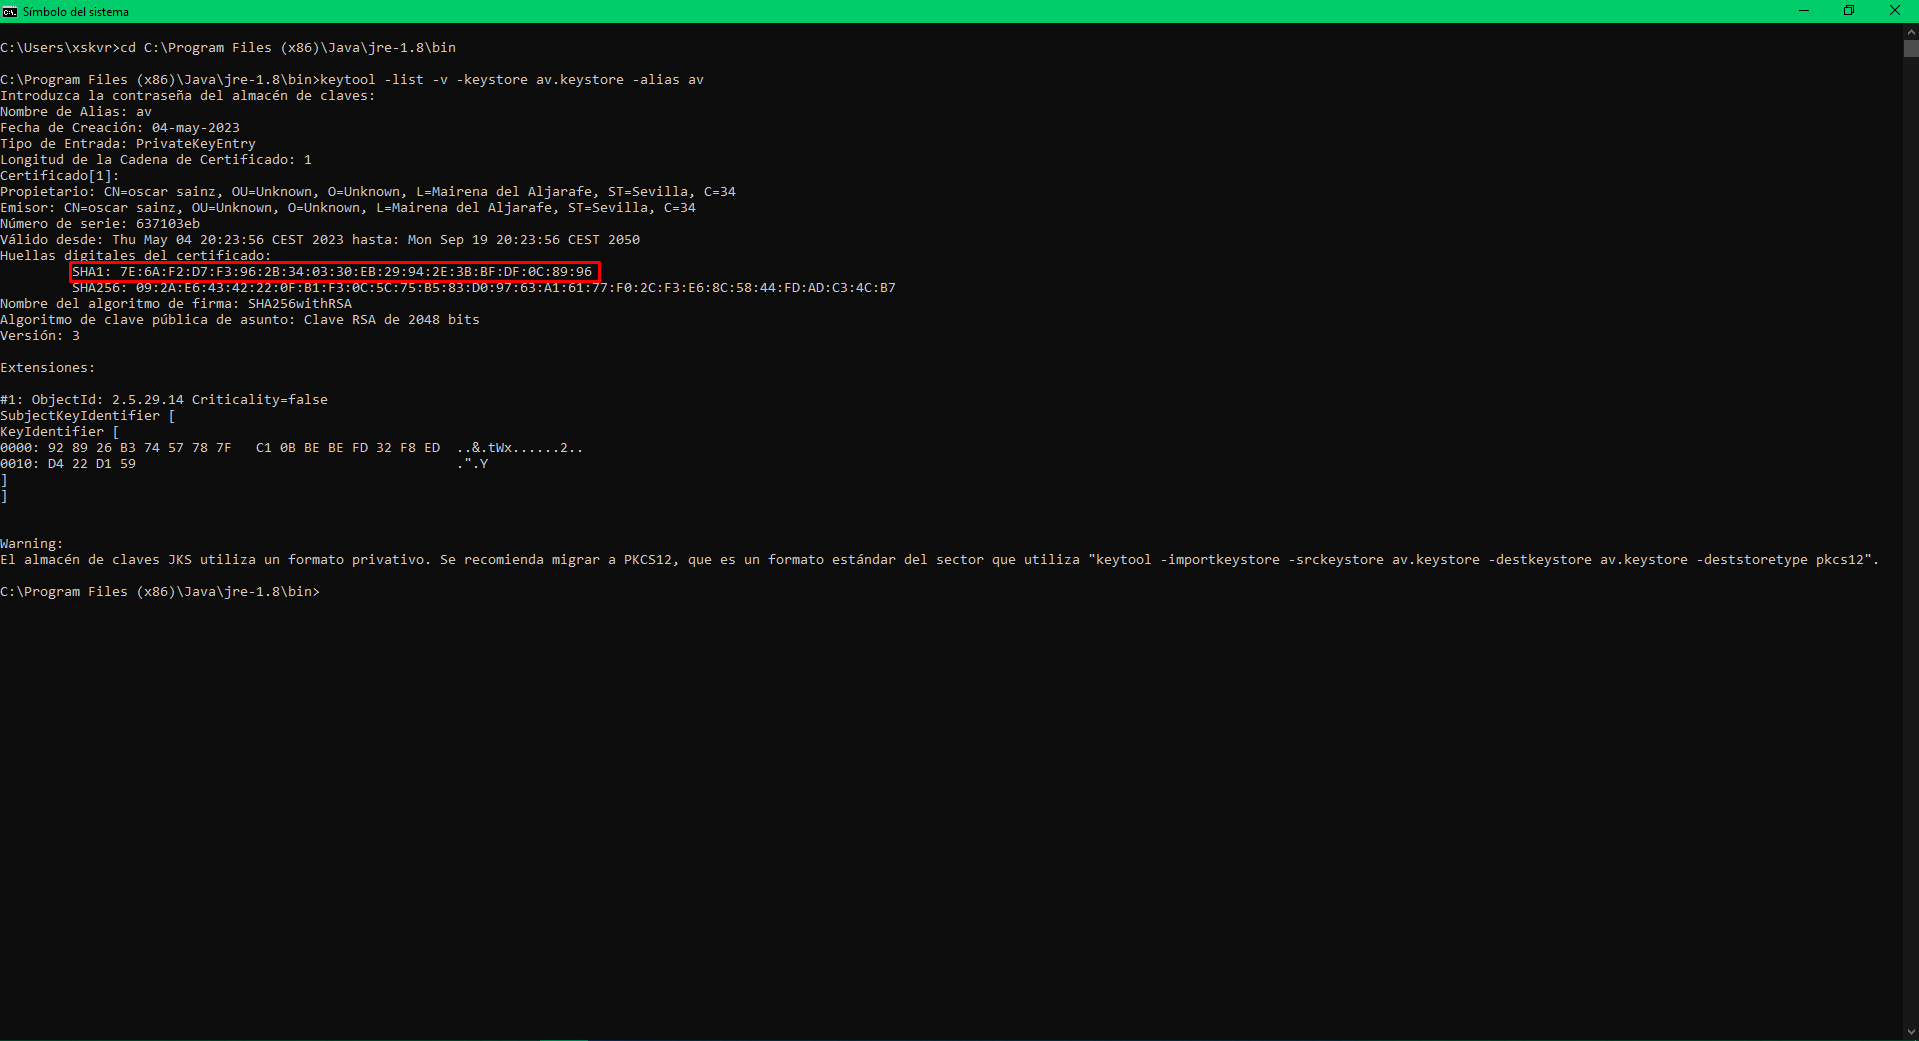 Símbolo del sistema
C:\Users\xskvr>cd C:\Program Files (x86)\Java\jre-1.8\bin
C:\Program Files (x86)\Java\jre-1.8\bin>keytool -list -v -keystore av.keystore -alias av
Introduzca la contraseña del almacén de claves:
Nombre de Alias: av
Fecha de Creación: 04-may-2023
Tipo de Entrada: PrivateKeyEntry
Longitud de la Cadena de Certificado: 1
Certificado[1]:
Propietario: CN=oscar sainz, OU=Unknown, O=Unknown, L=Mairena del Aljarafe, ST=Sevilla, C=34
Emisor: CN=oscar sainz, OU=Unknown, O=Unknown, L=Mairena del Aljarafe, ST=Sevilla, C=34
Número de serie: 637103eb
Válido desde: Thu May 04 20:23:56 CEST 2023 hasta: Mon Sep 19 20:23:56 CEST 2050
Huellas digitales del certificado:
SHA1: 7E:6A:F2:D7:F3:96:2B:34:03:30:EB:29:94:2E:3B:BF:DF:0C:89:96
SHA256: 09:2A:E6:43:42:22:0F:B1:F3:0C:5C:75:B5:83:D0:97:63:A1:61:77:F0:2C:F3:E6:8C:58:44:FD:AD:C3:4C:B7
Nombre del algoritmo de firma: SHA256withRSA
Algoritmo de clave pública de asunto: Clave RSA de 2048 bits
Versión: 3
Extensiones:
#1: ObjectId: 2.5.29.14 Criticality=false
SubjectKeyIdentifier [
KeyIdentifier [
0000: 92 89 26 B3 74 57 78 7F   C1 0B BE BE FD 32 F8 ED  ..&.tWx......2..
0010: D4 22 D1 59                                        .".Y
]
]
Warning:
El almacén de claves JKS utiliza un formato privativo. Se recomienda migrar a PKCS12, que es un formato estándar del sector que utiliza "keytool -importkeystore -srckeystore av.keystore -destkeystore av.keystore -deststoretype pkcs12".
C:\Program Files (x86)\Java\jre-1.8\bin>